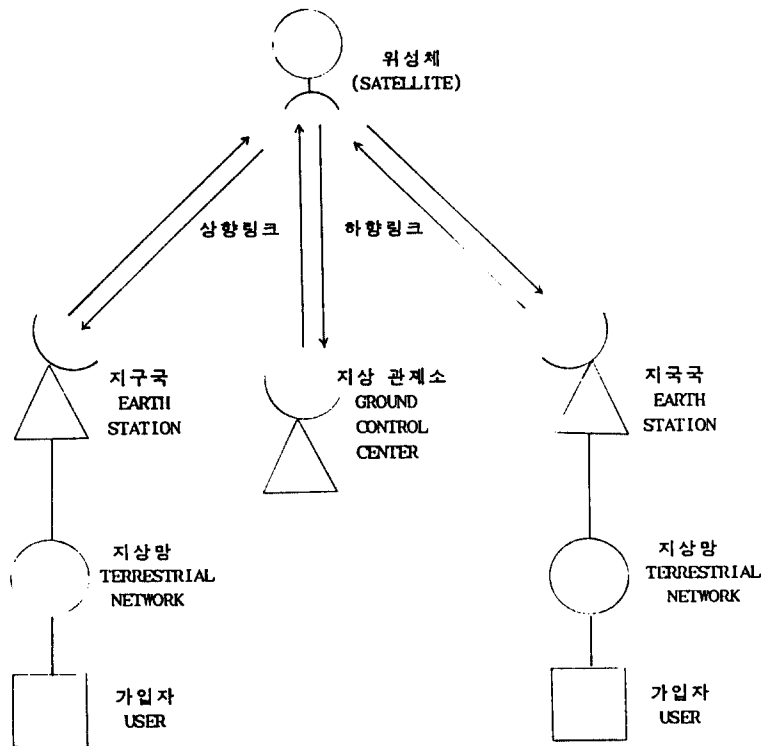 위성체
(SATELLITE)
상향링크
하향링크
지구국
EARTH
STATION
지상 관제소
GROUND
CONTROL
CENTER
지국국
EARTH
STATION
지상망
TERRESTRIAL
NETWORK
지상망
TERRESTRIAL
NETWORK
가입자
USER
가입자
USER